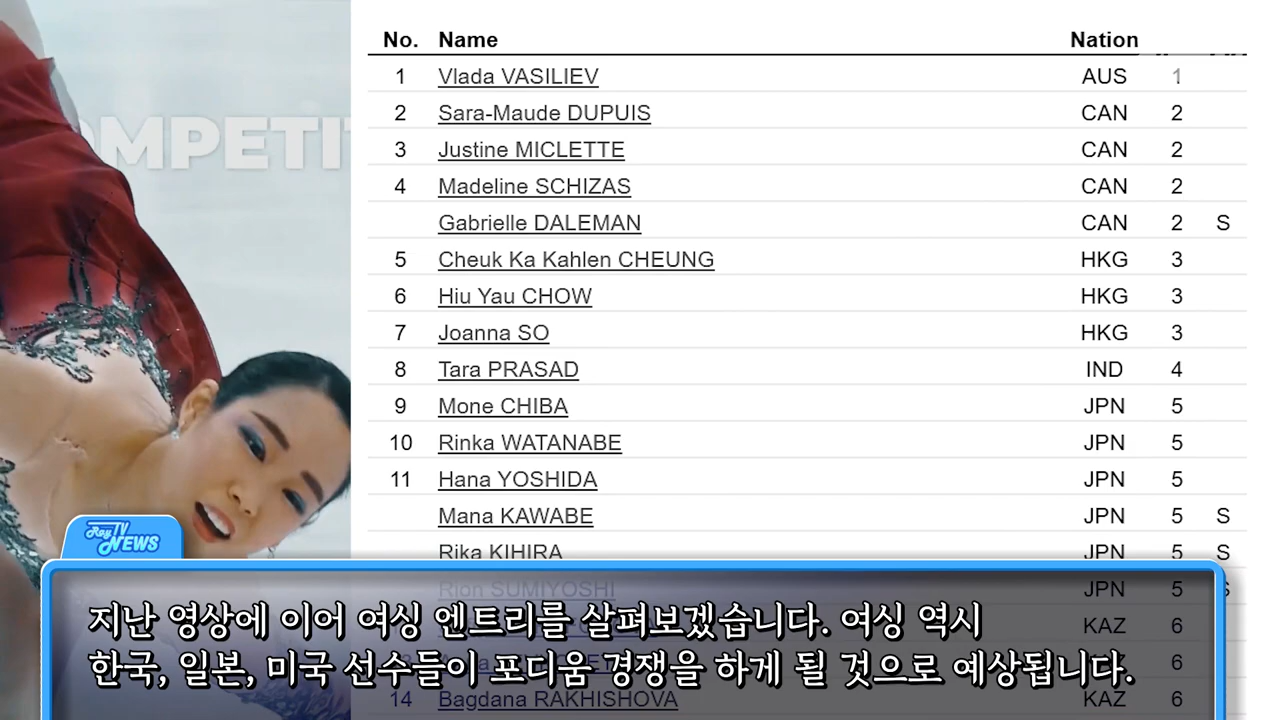 OMPETI
No. Name Nation
1 Vlada VASILIEV AUS 1
2 Sara-Maude DUPUIS CAN 2
3 Justine MICLETTE CAN 2
4 Madeline SCHIZAS CAN 2
Gabrielle DALEMAN CAN 2 S
5 Cheuk Ka Kahlen CHEUNG HKG 3
6 Hiu Yau CHOW HKG 3
7 Joanna SO HKG 3
8 Tara PRASAD IND 4
9 Mone CHIBA JPN 5
10 Rinka WATANABE JPN 5
11 Hana YOSHIDA JPN 5
Mana KAWABE JPN 5 S
Rika KIHIRA JPN 5 S
Rion SUMIYOSHI JPN 5 S
KAZ 6
KAZ 6
14 Bagdana RAKHISHOVA KAZ 6
RoyTV NEWS
지난 영상에 이어 여싱 엔트리를 살펴보겠습니다. 여싱 역시
한국, 일본, 미국 선수들이 포디움 경쟁을 하게 될 것으로 예상됩니다.